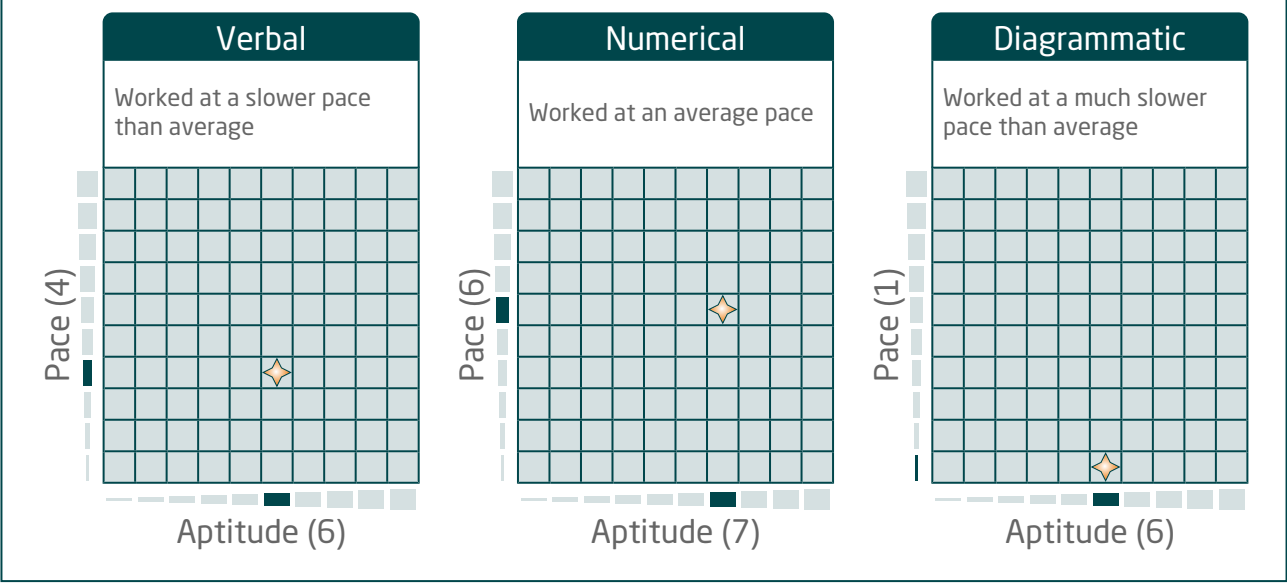 Verbal
Worked at a slower pace
than average
Pace (4)
Aptitude (6)
Numerical
Worked at an average pace
Pace (6)
Aptitude (7)
Diagrammatic
Worked at a much slower
pace than average
Pace (1)
Aptitude (6)